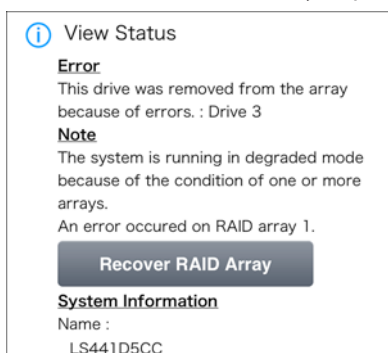 View Status
Error
This drive was removed from the array
because of errors. : Drive 3
Note
The system is running in degraded mode
because of the condition of one or more
arrays.
An error occured on RAID array 1.
Recover RAID Array
System Information
Name :
LS441D5CC